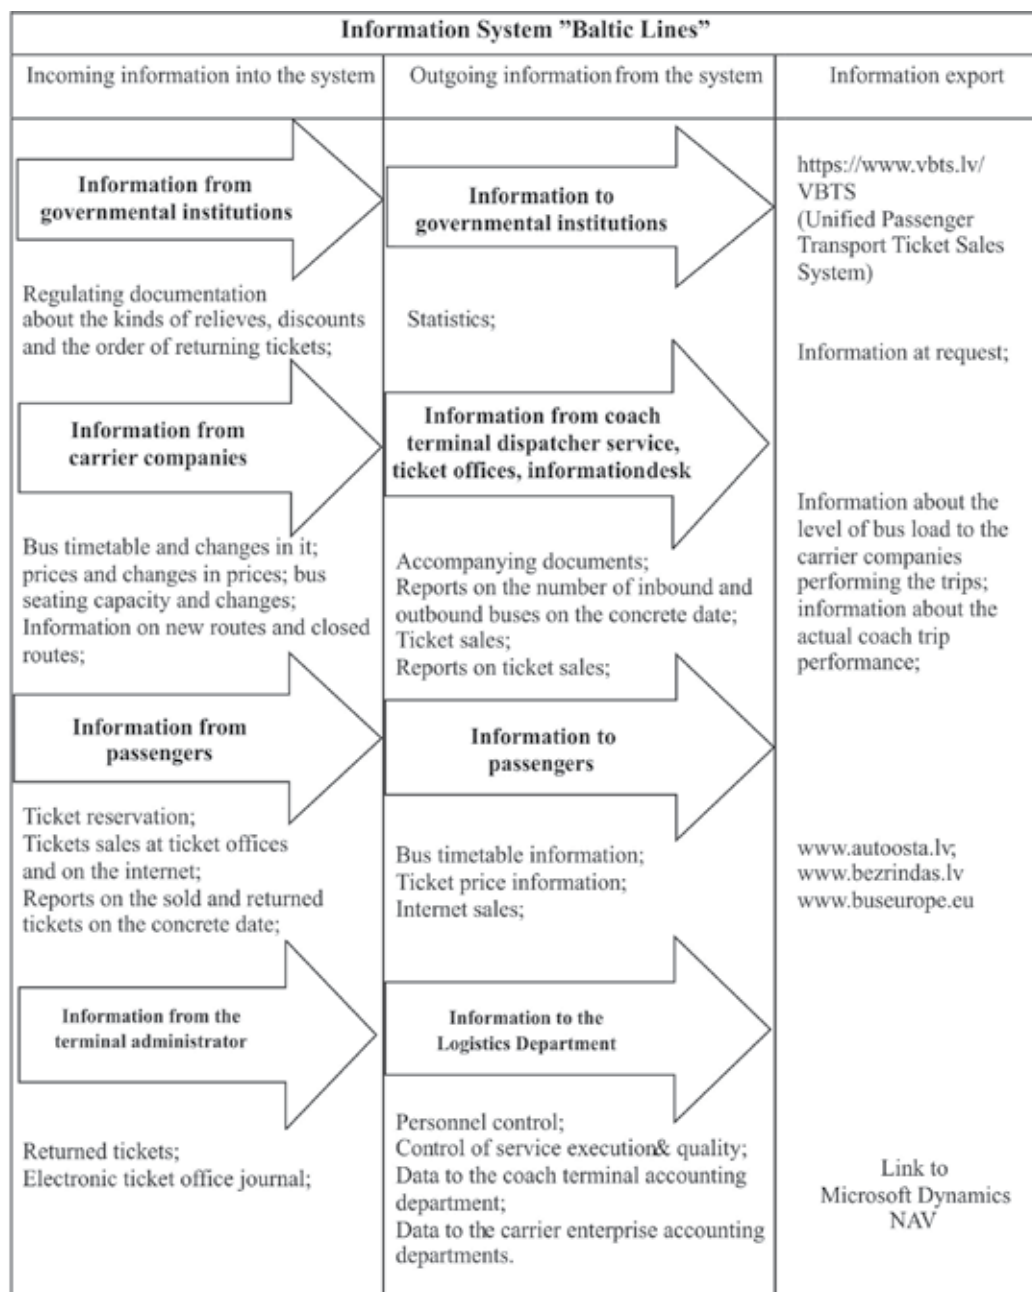 Information System ”Baltic Lines”
Incoming information into the system
Outgoing information from the system
Information export
Information from
governmental institutions
Regulating documentation
about the kinds of relieves, discounts
and the order of returning tickets;
Information to
governmental institutions
Statistics;
https://www.vbts.lv/
VBTS
(Unified Passenger
Transport Ticket Sales
System)
Information at request;
Information from
carrier companies
Bus timetable and changes in it;
prices and changes in prices; bus
seating capacity and changes;
Information on new routes and closed
routes;
Information from coach
terminal dispatcher service,
ticket offices, informationdesk
Accompanying documents;
Reports on the number of inbound and
outbound buses on the concrete date;
Ticket sales;
Reports on ticket sales;
Information about the
level of bus load to the
carrier companies
performing the trips;
information about the
actual coach trip
performance;
Information from
passengers
Ticket reservation;
Tickets sales at ticket offices
and on the internet;
Reports on the sold and returned
tickets on the concrete date;
Information to
passengers
Bus timetable information;
Ticket price information;
Internet sales;
www.autoosta.lv;
www.bezrindas.lv
www.buseurope.eu
Information from the
terminal administrator
Returned tickets;
Electronic ticket office journal;
Information to the
Logistics Department
Personnel control;
Control of service execution& quality;
Data to the coach terminal accounting
department;
Data to the carrier enterprise accounting
departments.
Link to
Microsoft Dynamics
NAV